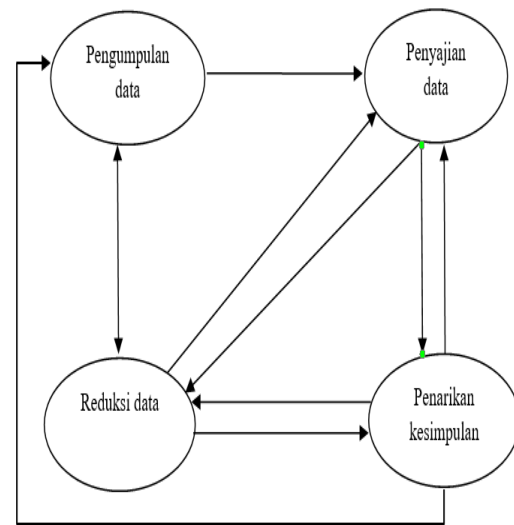 Pengumpulan
data
Penyajian
data
Reduksi data
Penarikan
kesimpulan